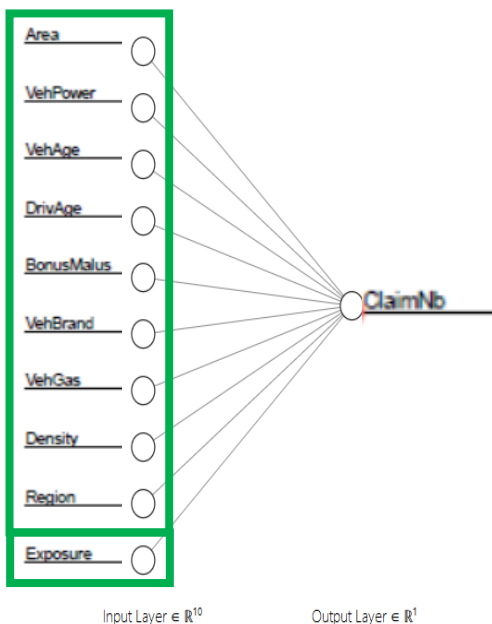 Area
VehPower
VehAge
DrivAge
BonusMalus
ClaimNb
VehBrand
VehGas
Density
Region
Exposure
Input Layer ∈ ℝ¹⁰
Output Layer ∈ ℝ¹